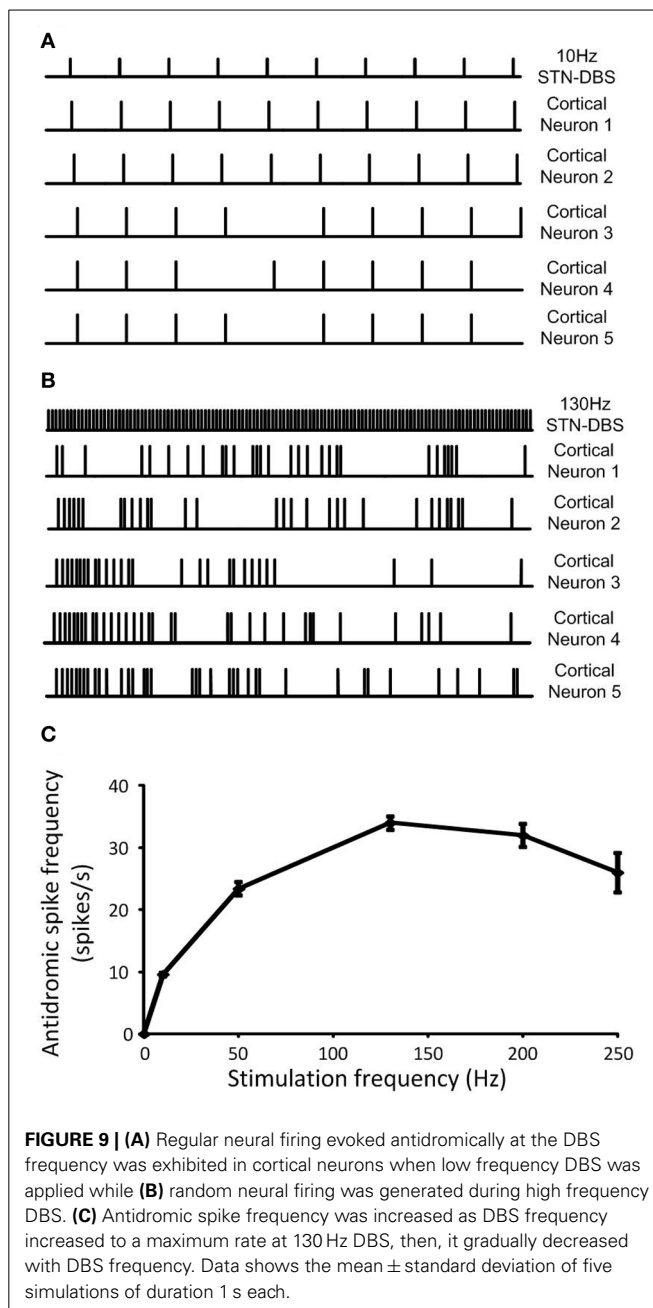 A
10Hz
STN-DBS
Cortical
Neuron 1
Cortical
Neuron 2
Cortical
Neuron 3
Cortical
Neuron 4
Cortical
Neuron 5
B
130Hz
STN-DBS
Cortical
Neuron 1
Cortical
Neuron 2
Cortical
Neuron 3
Cortical
Neuron 4
Cortical
Neuron 5
C
Antidromic spike frequency
(spikes/s)
40
30
20
10
0
0 50 100 150 200 250
Stimulation frequency (Hz)
FIGURE 9 | (A) Regular neural firing evoked antidromically at the DBS
frequency was exhibited in cortical neurons when low frequency DBS was
applied while (B) random neural firing was generated during high frequency
DBS. (C) Antidromic spike frequency was increased as DBS frequency
increased to a maximum rate at 130 Hz DBS, then, it gradually decreased
with DBS frequency. Data shows the mean ± standard deviation of five
simulations of duration 1 s each.